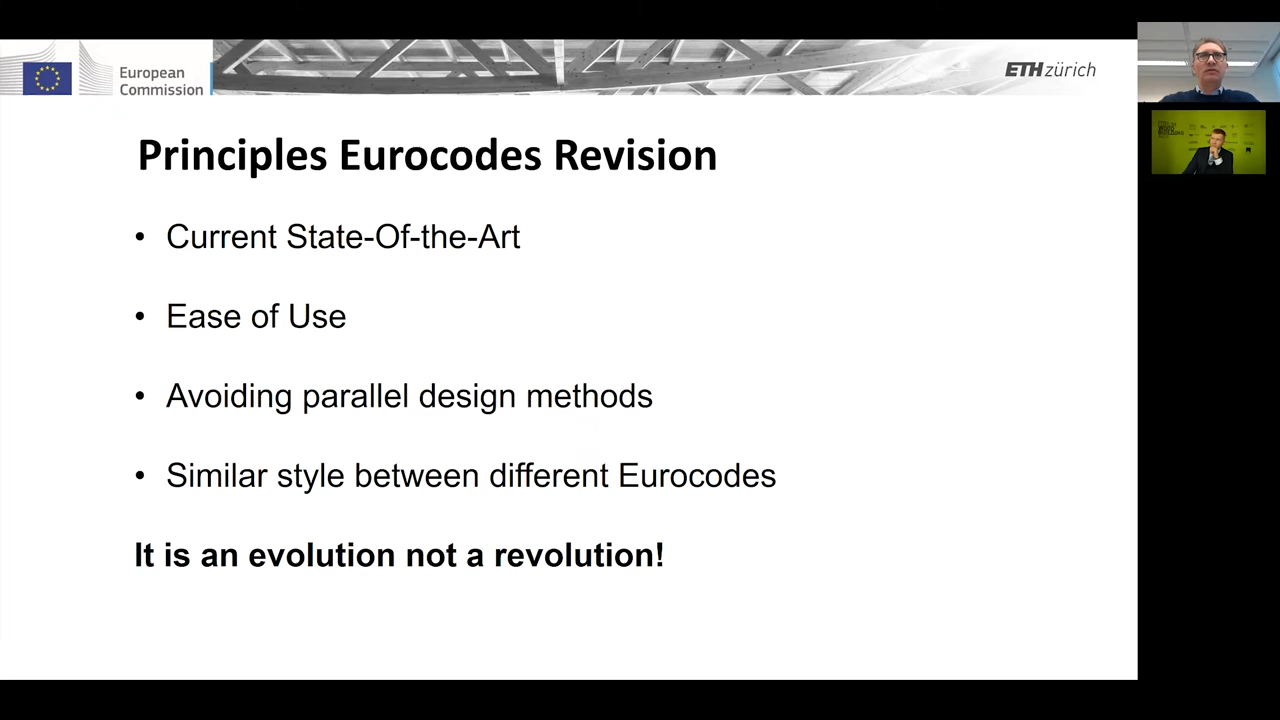 European
Commission
ETH zürich
Principles Eurocodes Revision
• Current State-Of-the-Art
• Ease of Use
• Avoiding parallel design methods
• Similar style between different Eurocodes
It is an evolution not a revolution!